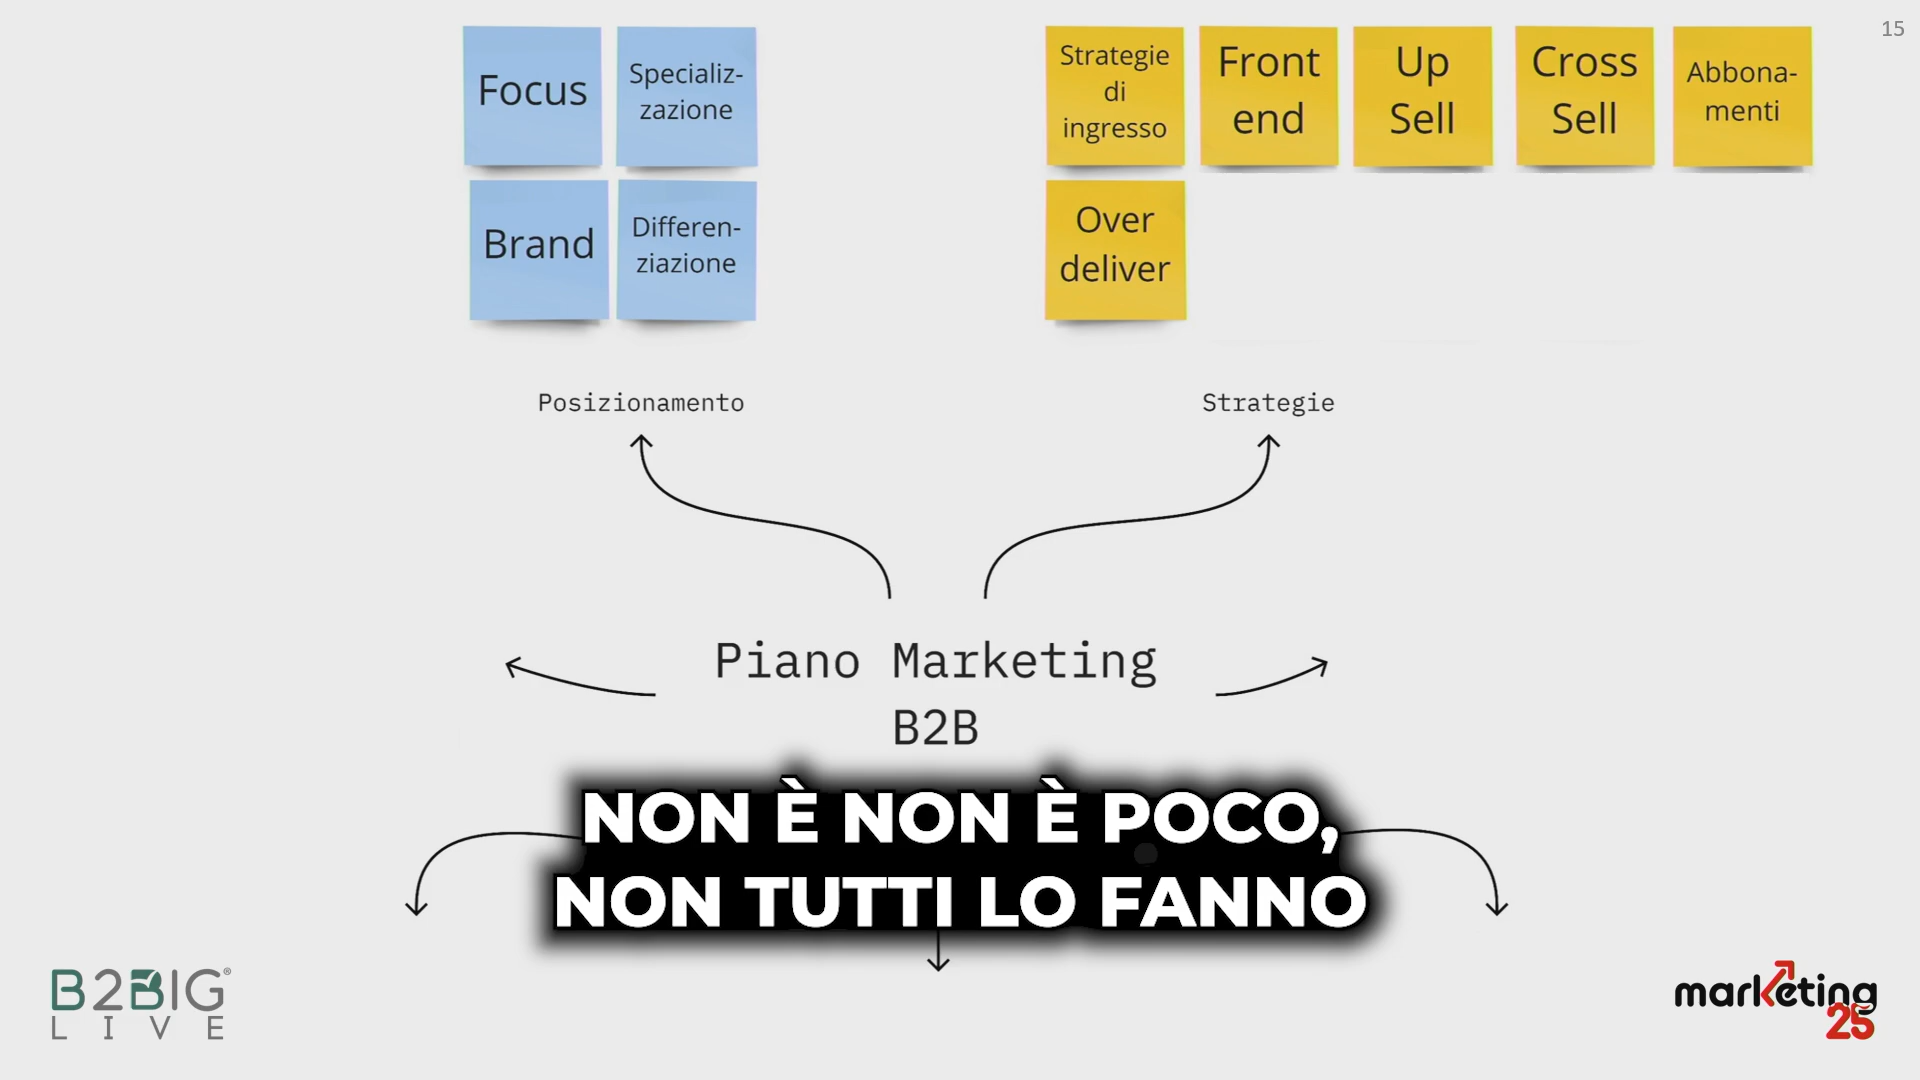 15
Focus
Specializ-
zazione
Brand
Differen-
ziazione
Strategie
di
ingresso
Front
end
Up
Sell
Cross
Sell
Abbona-
menti
Over
deliver
Posizionamento
Strategie
Piano Marketing
B2B
NON È NON È POCO,
NON TUTTI LO FANNO
B2BIG®
LIVE
marketing
25